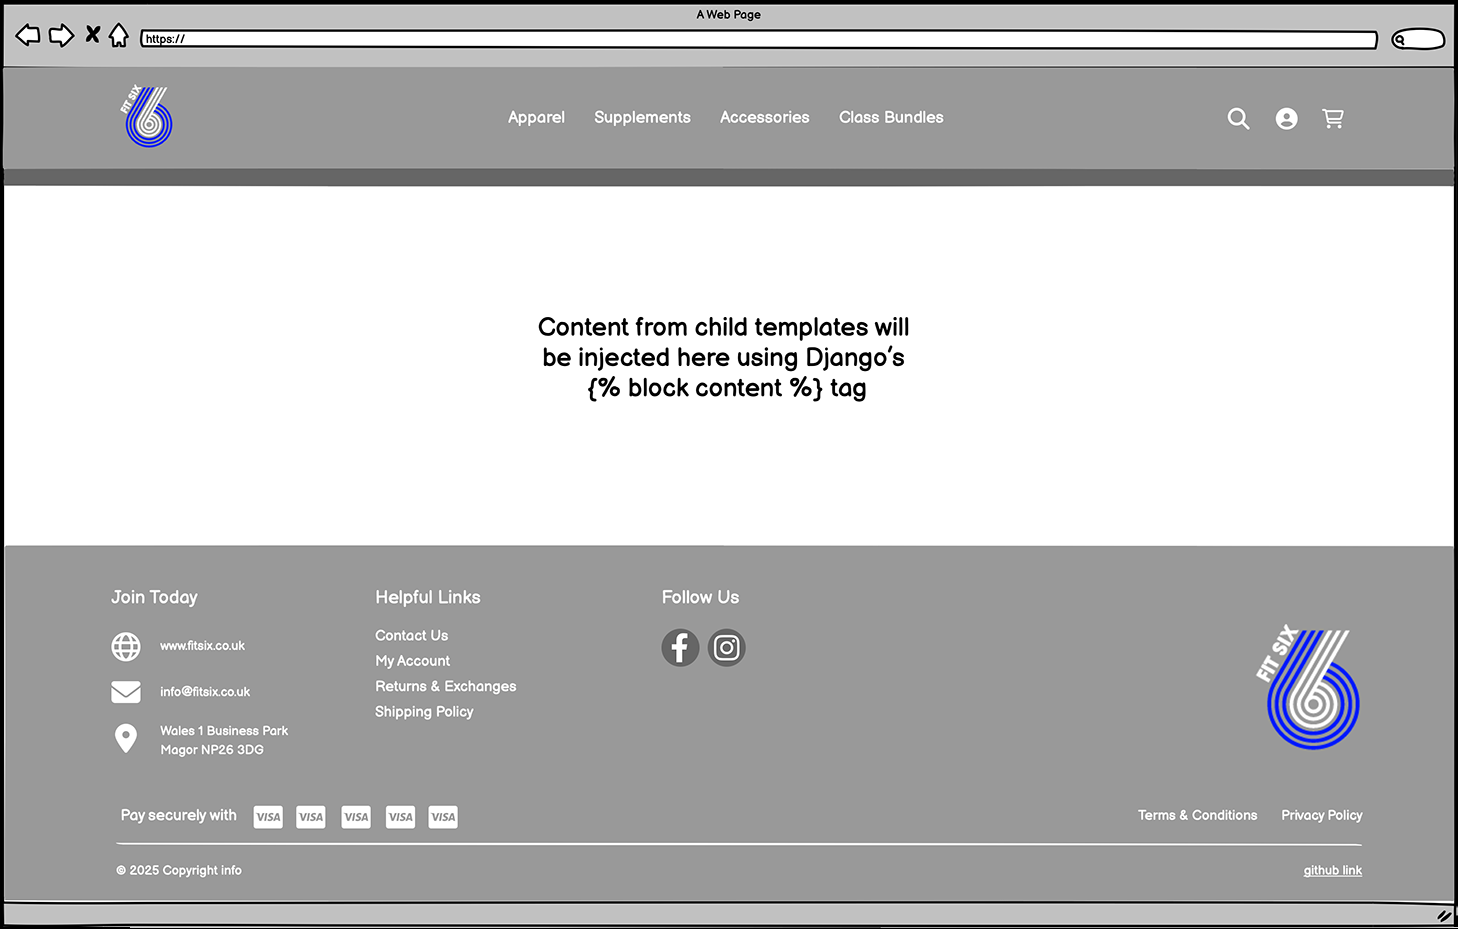 A Web Page
https://
FIT SIX
Apparel Supplements Accessories Class Bundles
Content from child templates will
be injected here using Django's
{% block content %} tag
Join Today
www.fitsix.co.uk
info@fitsix.co.uk
Wales 1 Business Park
Magor NP26 3DG
Helpful Links
Contact Us
My Account
Returns & Exchanges
Shipping Policy
Follow Us
FIT SIX
Pay securely with VISA VISA VISA VISA VISA
Terms & Conditions Privacy Policy
© 2025 Copyright info
github link